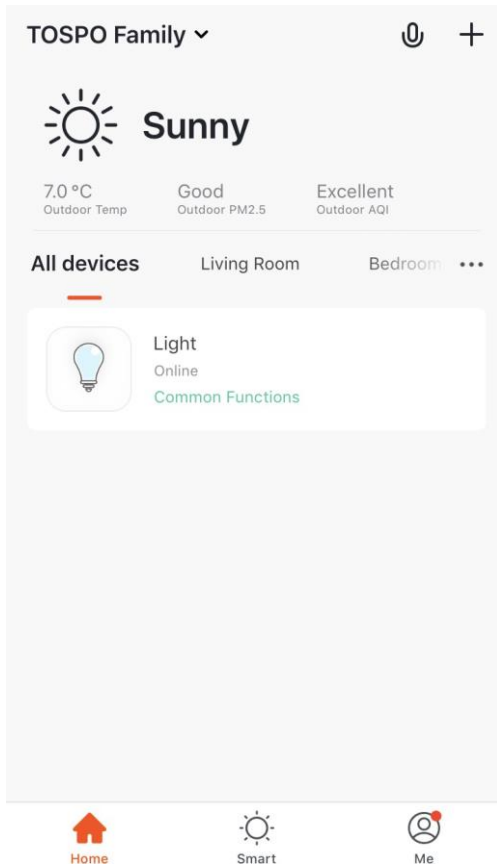 TOSPO Family
Sunny
7.0 °C Good Excellent
Outdoor Temp Outdoor PM2.5 Outdoor AQI
All devices Living Room Bedroom
Light
Online
Common Functions
Home Smart Me